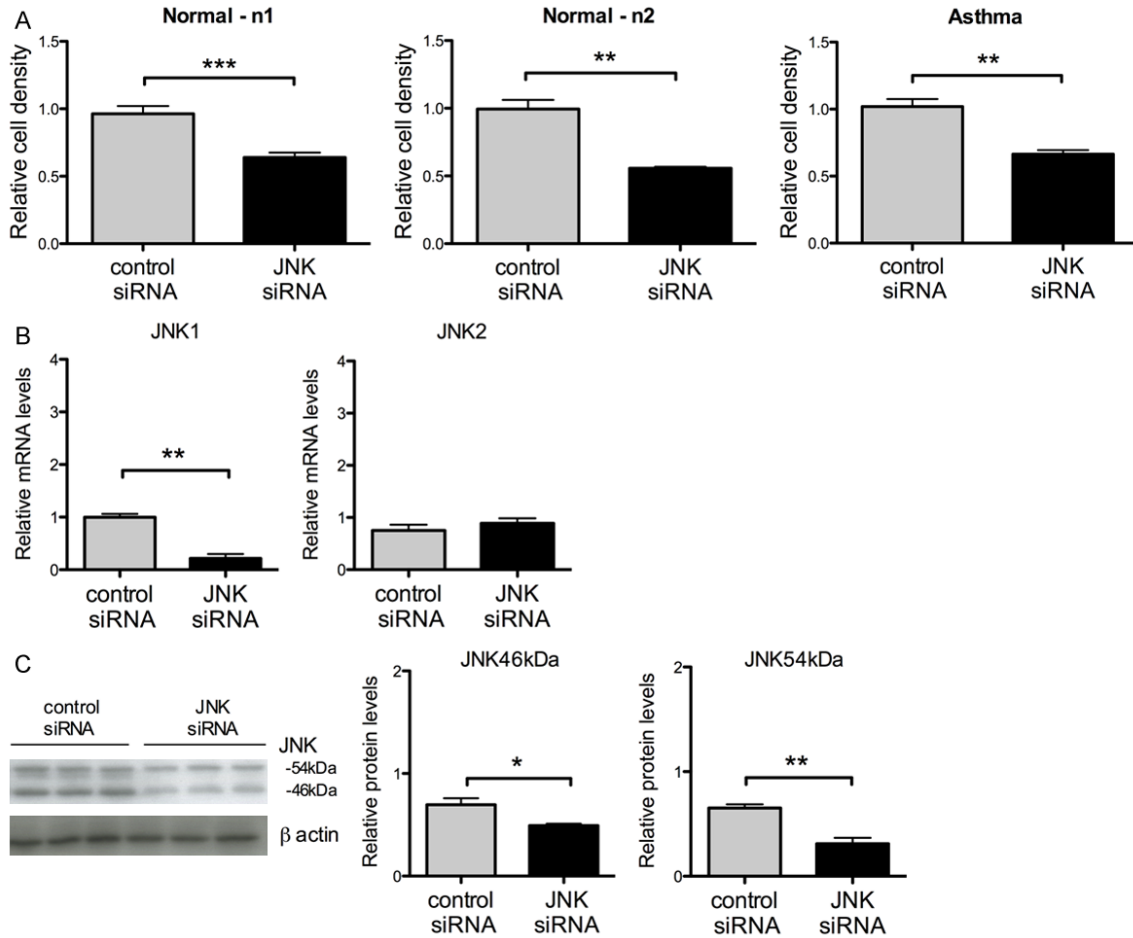 A
Normal - n1
Relative cell density
1.5
1.0
0.5
0.0
***
control
siRNA
JNK
siRNA
Normal - n2
Relative cell density
1.5
1.0
0.5
0.0
**
control
siRNA
JNK
siRNA
Asthma
Relative cell density
1.5
1.0
0.5
0.0
**
control
siRNA
JNK
siRNA
B
JNK1
Relative mRNA levels
4
3
2
1
0
**
control
siRNA
JNK
siRNA
JNK2
Relative mRNA levels
4
3
2
1
0
control
siRNA
JNK
siRNA
C
control
siRNA
JNK
siRNA
JNK
-54kDa
-46kDa
β actin
JNK46kDa
Relative protein levels
2
1
0
*
control
siRNA
JNK
siRNA
JNK54kDa
Relative protein levels
2
1
0
**
control
siRNA
JNK
siRNA